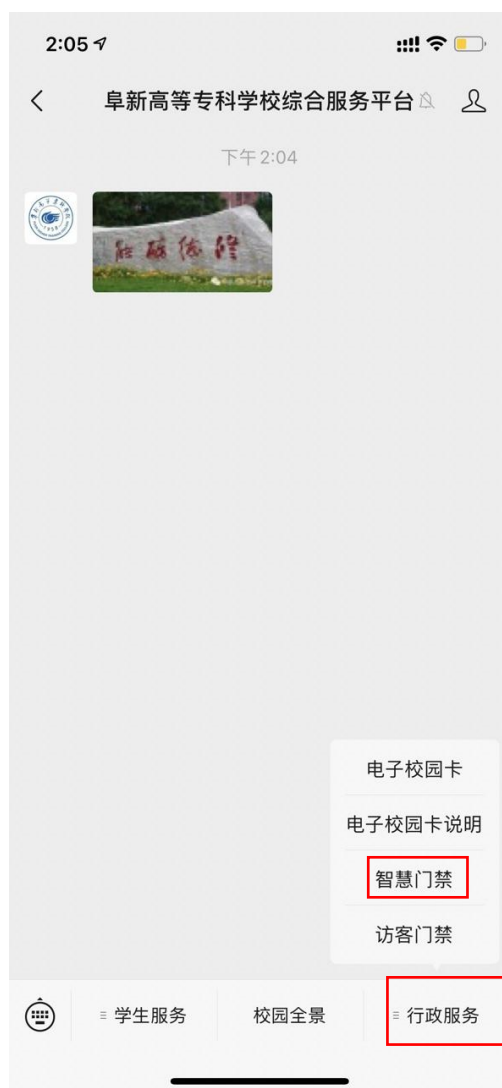 2:05
阜新高等专科学校综合服务平台
下午 2:04
电子校园卡
电子校园卡说明
智慧门禁
访客门禁
学生服务
校园全景
行政服务